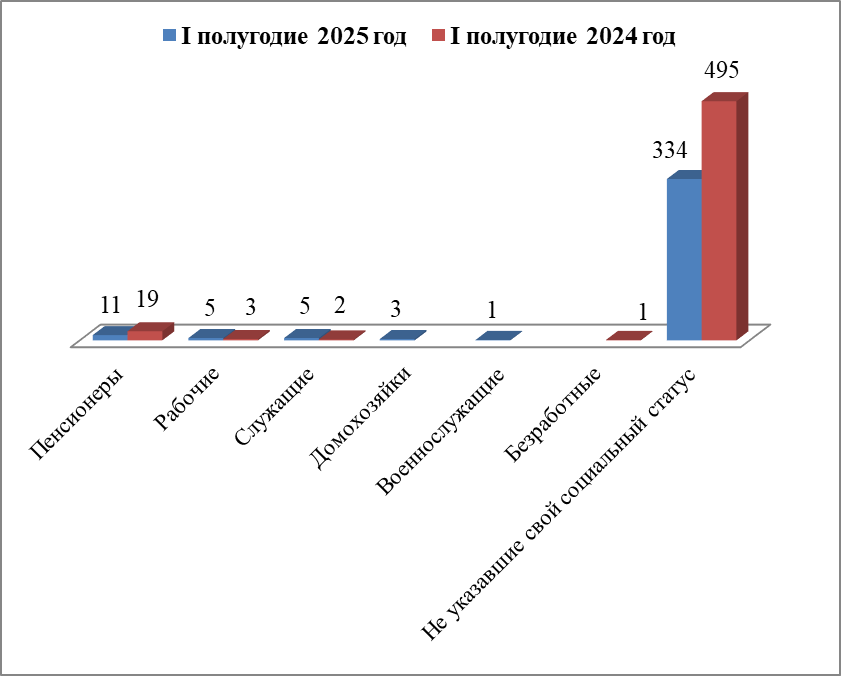 I полугодие 2025 год I полугодие 2024 год
495
334
11 19 5 3 5 2 3 1 1
Пенсионеры
Рабочие
Служащие
Домохозяйки
Военнослужащие
Безработные
Не указавшие свой социальный статус